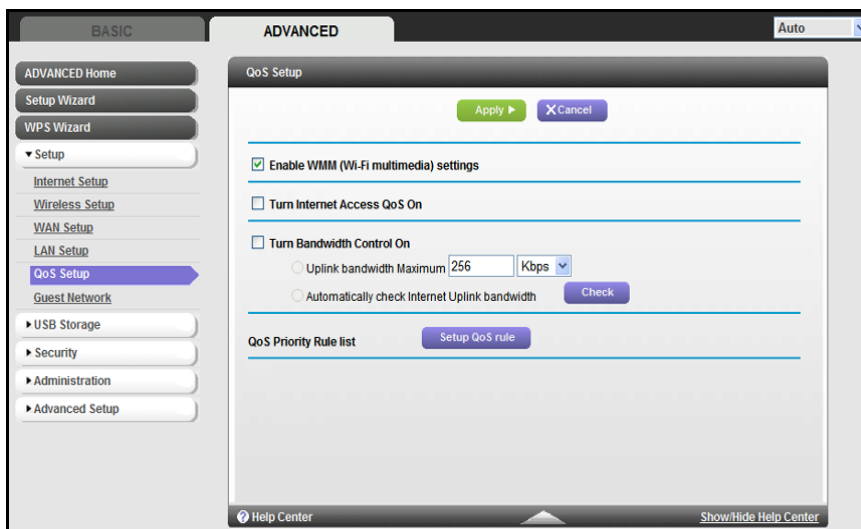 BASIC
ADVANCED
Auto
ADVANCED Home
Setup Wizard
WPS Wizard
Setup
Internet Setup
Wireless Setup
WAN Setup
LAN Setup
QoS Setup
Guest Network
USB Storage
Security
Administration
Advanced Setup
QoS Setup
Apply
X Cancel
Enable WMM (Wi-Fi multimedia) settings
Turn Internet Access QoS On
Turn Bandwidth Control On
Uplink bandwidth Maximum 256 Kbps
Automatically check Internet Uplink bandwidth Check
QoS Priority Rule list Setup QoS rule
? Help Center Show/Hide Help Center